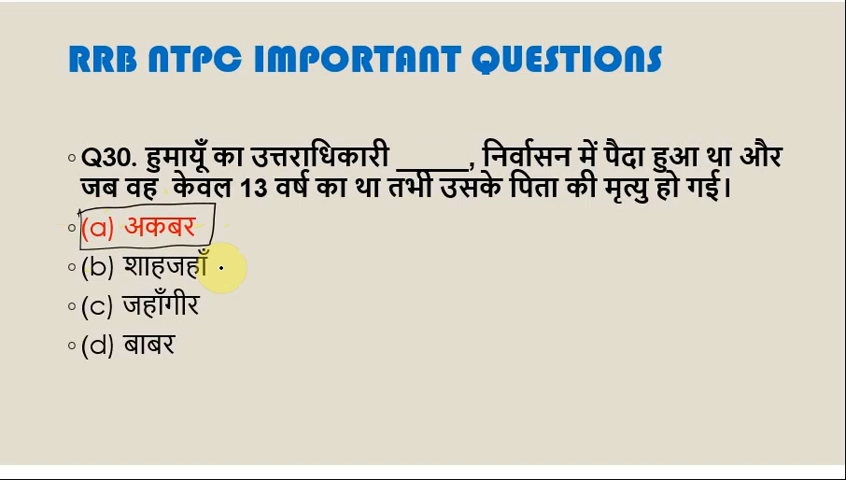 RRB NTPC IMPORTANT QUESTIONS
Q30. हुमायूँ का उत्तराधिकारी _____, निर्वासन में पैदा हुआ था और
जब वह केवल 13 वर्ष का था तभी उसके पिता की मृत्यु हो गई।
(a) अकबर
(b) शाहजहाँ
(c) जहाँगीर
(d) बाबर